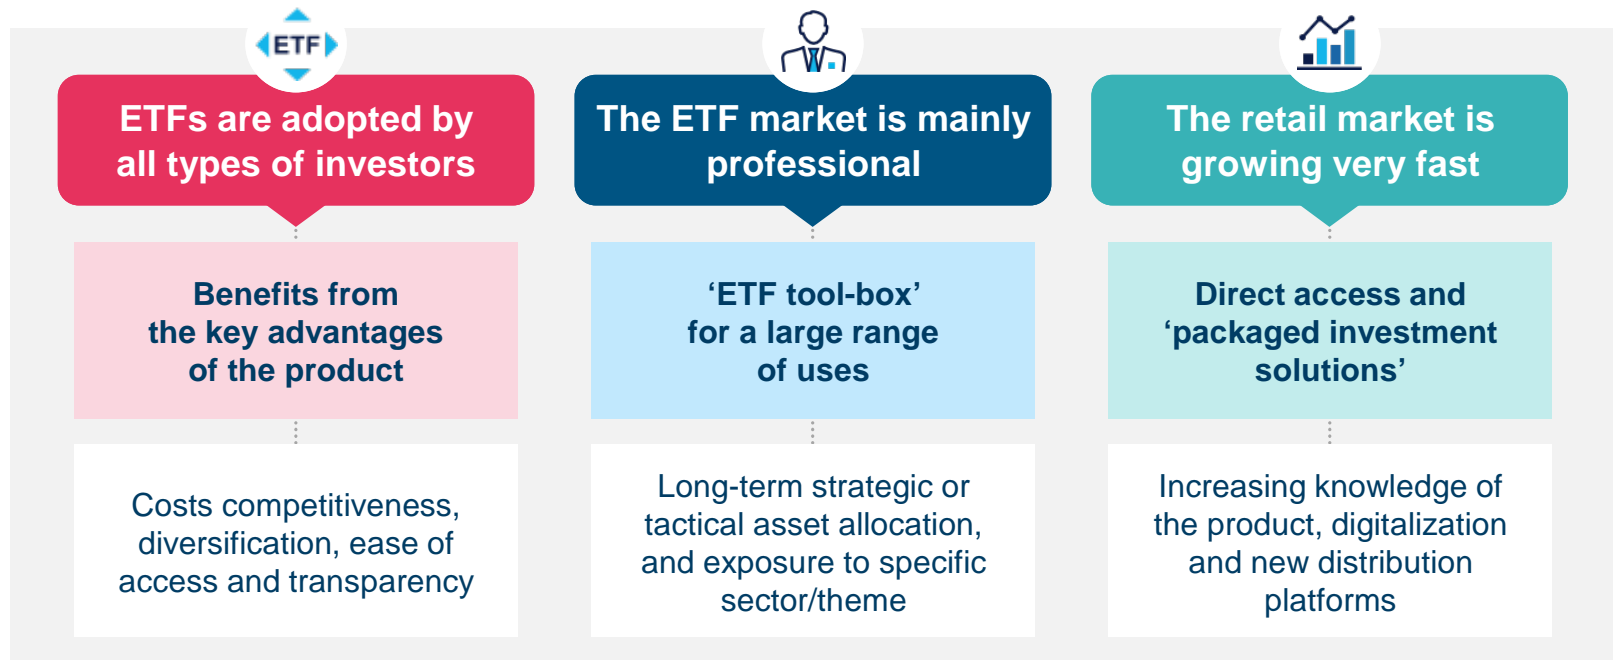 ETF
ETFs are adopted by
all types of investors
Benefits from
the key advantages
of the product
Costs competitiveness,
diversification, ease of
access and transparency
The ETF market is mainly
professional
‘ETF tool-box’
for a large range
of uses
Long-term strategic or
tactical asset allocation,
and exposure to specific
sector/theme
The retail market is
growing very fast
Direct access and
‘packaged investment
solutions’
Increasing knowledge of
the product, digitalization
and new distribution
platforms